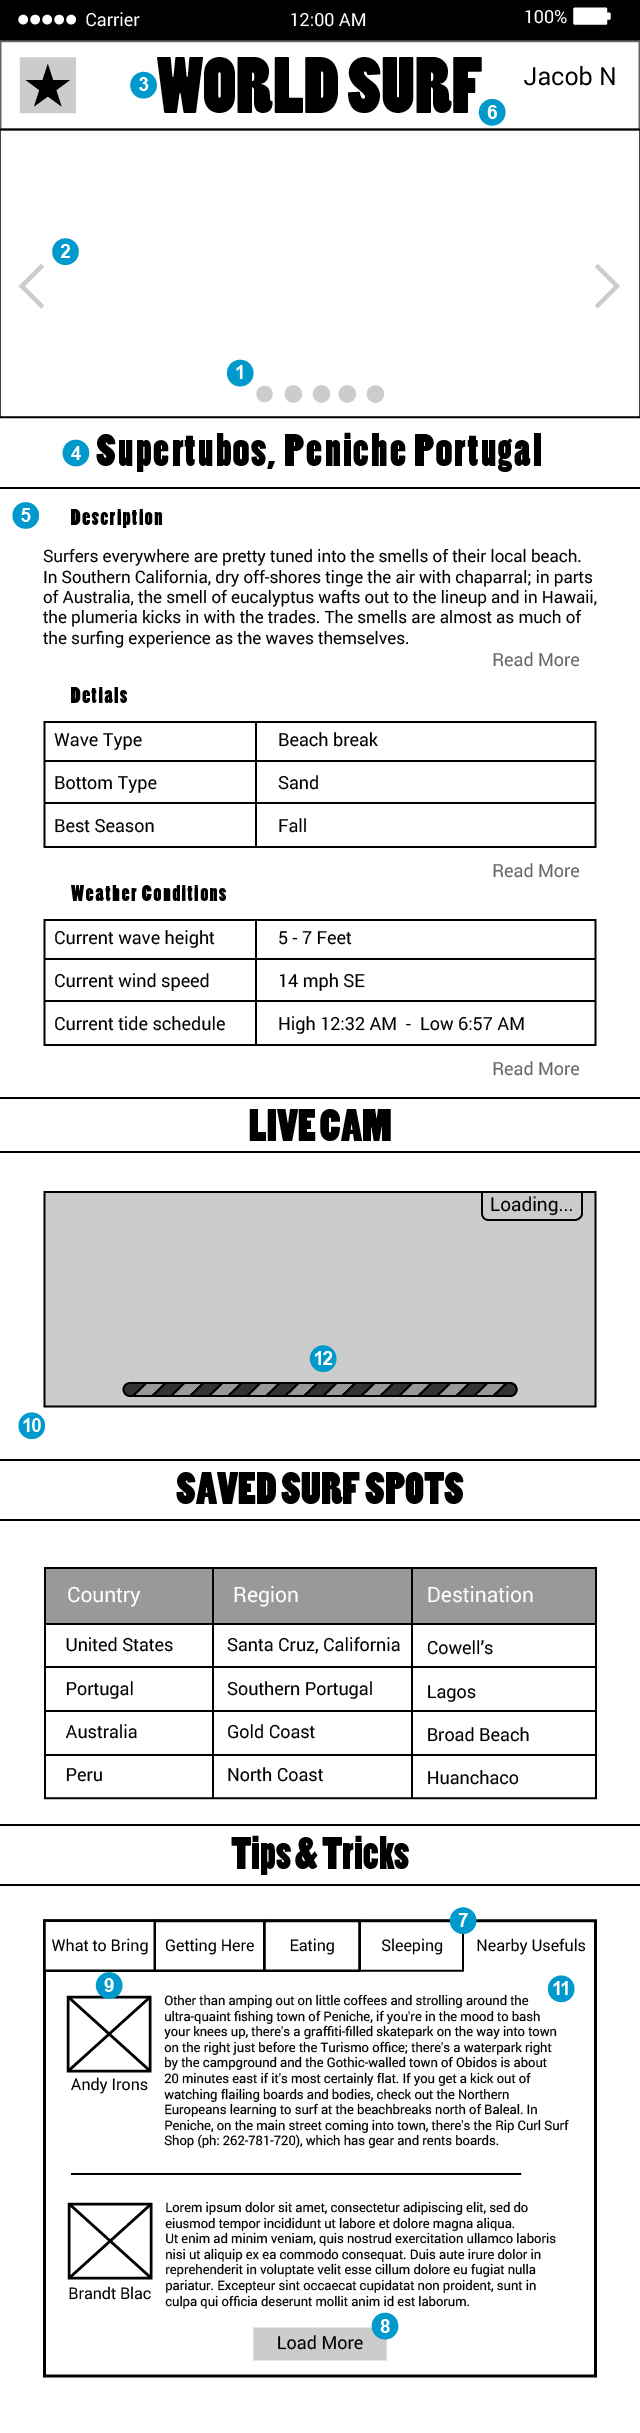 Carrier 12:00 AM 100%
3 WORLD SURF Jacob N
6
2
1
4 Supertubos, Peniche Portugal
5 Description
Surfers everywhere are pretty tuned into the smells of their local beach.
In Southern California, dry off-shores tinge the air with chaparral; in parts
of Australia, the smell of eucalyptus wafts out to the lineup and in Hawaii,
the plumeria kicks in with the trades. The smells are almost as much of
the surfing experience as the waves themselves.
Read More
Detials
Wave Type Beach break
Bottom Type Sand
Best Season Fall
Read More
Weather Conditions
Current wave height 5 - 7 Feet
Current wind speed 14 mph SE
Current tide schedule High 12:32 AM - Low 6:57 AM
Read More
LIVE CAM
Loading...
12
10
SAVED SURF SPOTS
Country Region Destination
United States Santa Cruz, California Cowell's
Portugal Southern Portugal Lagos
Australia Gold Coast Broad Beach
Peru North Coast Huanchaco
Tips & Tricks
7
What to Bring Getting Here Eating Sleeping Nearby Usefuls
9 11
Other than amping out on little coffees and strolling around the
ultra-quaint fishing town of Peniche, if you're in the mood to bash
your knees up, there's a graffiti-filled skatepark on the way into town
on the right just before the Turismo office; there's a waterpark right
by the campground and the Gothic-walled town of Obidos is about
20 minutes east if it's most certainly flat. If you get a kick out of
watching flailing boards and bodies, check out the Northern
Europeans learning to surf at the beachbreaks north of Baleal. In
Peniche, on the main street coming into town, there's the Rip Curl Surf
Shop (ph: 262-781-720), which has gear and rents boards.
Andy Irons
Lorem ipsum dolor sit amet, consectetur adipiscing elit, sed do
eiusmod tempor incididunt ut labore et dolore magna aliqua.
Ut enim ad minim veniam, quis nostrud exercitation ullamco laboris
nisi ut aliquip ex ea commodo consequat. Duis aute irure dolor in
reprehenderit in voluptate velit esse cillum dolore eu fugiat nulla
pariatur. Excepteur sint occaecat cupidatat non proident, sunt in
culpa qui officia deserunt mollit anim id est laborum.
Brandt Blac
8
Load More